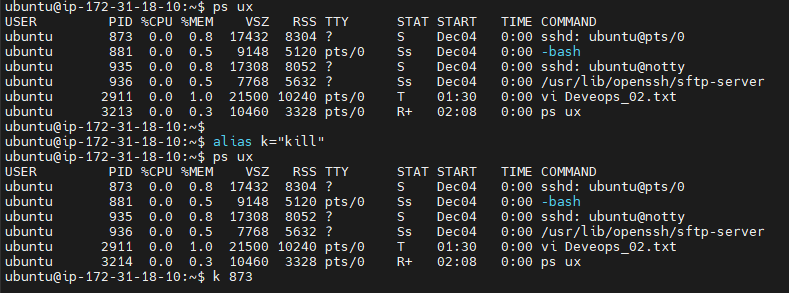 ubuntu@ip-172-31-18-10:~$ ps ux
USER PID %CPU %MEM VSZ RSS TTY STAT START TIME COMMAND
ubuntu 873 0.0 0.8 17432 8304 ? S Dec04 0:00 sshd: ubuntu@pts/0
ubuntu 881 0.0 0.5 9148 5120 pts/0 Ss Dec04 0:00 -bash
ubuntu 935 0.0 0.8 17308 8052 ? S Dec04 0:00 sshd: ubuntu@notty
ubuntu 936 0.0 0.5 7768 5632 ? Ss Dec04 0:00 /usr/lib/openssh/sftp-server
ubuntu 2911 0.0 1.0 21500 10240 pts/0 T 01:30 0:00 vi Deveops_02.txt
ubuntu 3213 0.0 0.3 10460 3328 pts/0 R+ 02:08 0:00 ps ux
ubuntu@ip-172-31-18-10:~$
ubuntu@ip-172-31-18-10:~$ alias k="kill"
ubuntu@ip-172-31-18-10:~$ ps ux
USER PID %CPU %MEM VSZ RSS TTY STAT START TIME COMMAND
ubuntu 873 0.0 0.8 17432 8304 ? S Dec04 0:00 sshd: ubuntu@pts/0
ubuntu 881 0.0 0.5 9148 5120 pts/0 Ss Dec04 0:00 -bash
ubuntu 935 0.0 0.8 17308 8052 ? S Dec04 0:00 sshd: ubuntu@notty
ubuntu 936 0.0 0.5 7768 5632 ? Ss Dec04 0:00 /usr/lib/openssh/sftp-server
ubuntu 2911 0.0 1.0 21500 10240 pts/0 T 01:30 0:00 vi Deveops_02.txt
ubuntu 3214 0.0 0.3 10460 3328 pts/0 R+ 02:08 0:00 ps ux
ubuntu@ip-172-31-18-10:~$ k 873